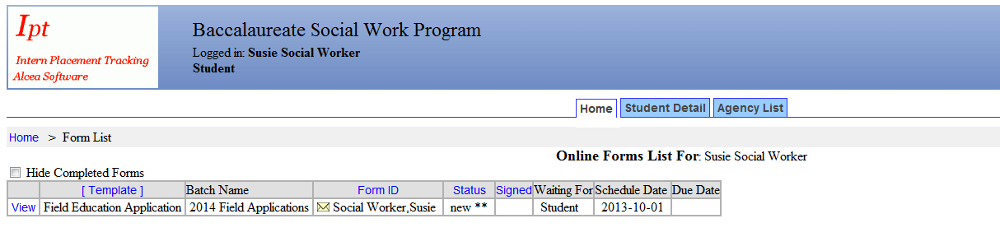 Ipt
Intern Placement Tracking
Alcea Software
Baccalaureate Social Work Program
Logged in: Susie Social Worker
Student
Home Student Detail Agency List
Home > Form List
Online Forms List For: Susie Social Worker
Hide Completed Forms
[ Template ] Batch Name Form ID Status Signed Waiting For Schedule Date Due Date
View Field Education Application 2014 Field Applications Social Worker,Susie new ** Student 2013-10-01